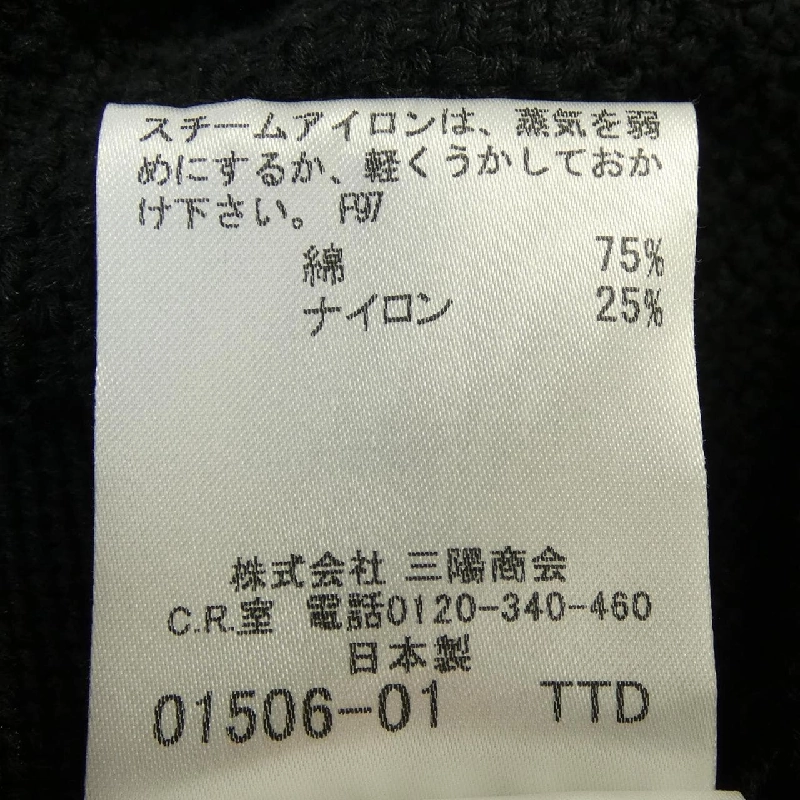 スチームアイロンは、蒸気を弱
めにするか、軽くうかしておか
け下さい。 F97
綿 75%
ナイロン 25%
株式会社 三陽商会
C.R.室 電話0120-340-460
日本製
01506-01 TTD